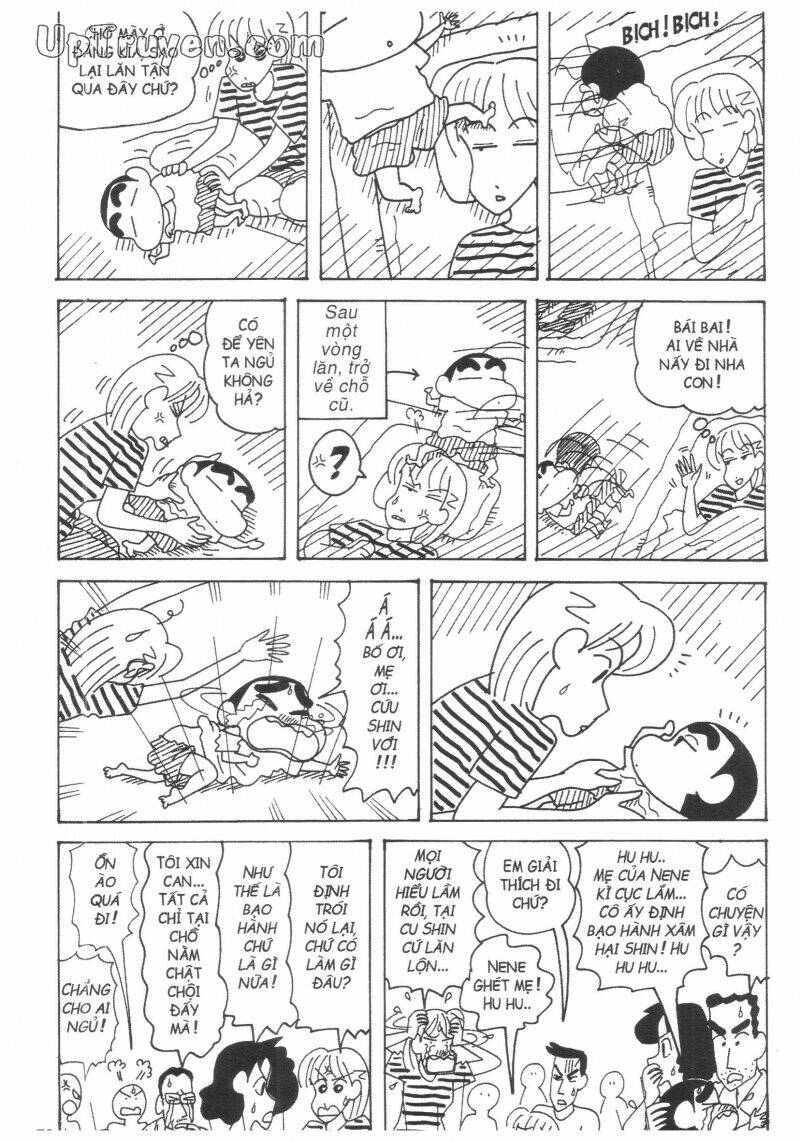 BỊCH! BỊCH!
Uptruyen.com
CHỖ MÀY Ở
LẠI LĂN TẬN
QUA ĐÂY CHỨ?
BÁI BAI!
AI VỀ NHÀ
NẤY ĐI NHA
CON!
Sau
một
vòng
lăn, trở
về chỗ
cũ.
?
CÓ
ĐỂ YÊN
TA NGỦ
KHÔNG
HẢ?
Á
Á Á...
BỐ ƠI,
MẸ
ƠI...
CỨU
SHIN
VỚI
!!!
CÓ
CHUYỆN
GÌ VẬY
?
HU HU..
MẸ CỦA NENE
KÌ CỤC LẮM...
CÔ ẤY ĐỊNH
BẠO HÀNH XÂM
HẠI SHIN! HU
HU HU...
EM GIẢI
THÍCH ĐI
CHỨ?
NENE
GHÉT MẸ!
HU HU..
MỌI
NGƯỜI
HIỂU LẦM
RỒI, TẠI
CU SHIN
CỨ LĂN
LỘN...
TÔI
ĐỊNH
TRÓI
NÓ LẠI,
CHỨ CÓ
LÀM GÌ
ĐÂU?
NHƯ
THẾ LÀ
BẠO
HÀNH
CHỨ
LÀ GÌ
NỮA!
TÔI XIN
CAN...
TẤT CẢ
CHỈ TẠI
CHỖ
NẰM
CHẬT
CHỘI
ĐẤY
MÀ!
ỒN
ÀO
QUÁ
ĐI!
CHẲNG
CHO AI
NGỦ!